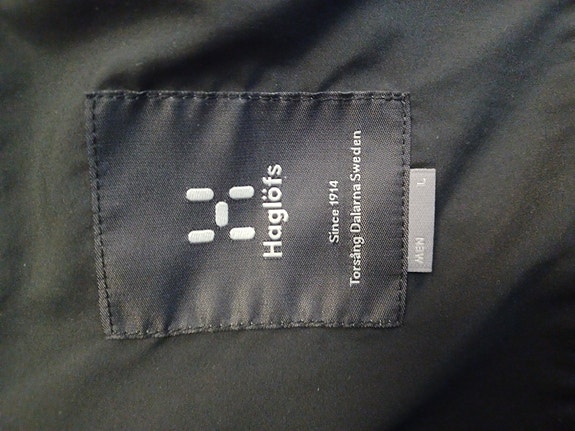 Haglöfs
Since 1914
Torsång Dalarna Sweden
MEN L